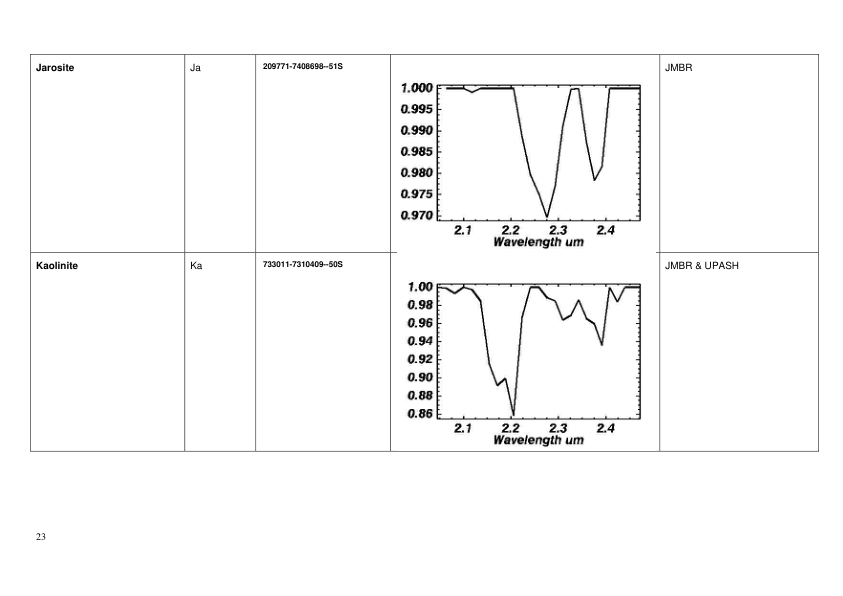 Jarosite Ja 209771-7408698--51S JMBR
1.000
0.995
0.990
0.985
0.980
0.975
0.970
2.1 2.2 2.3 2.4
Wavelength um
Kaolinite Ka 733011-7310409--50S JMBR & UPASH
1.00
0.98
0.96
0.94
0.92
0.90
0.88
0.86
2.1 2.2 2.3 2.4
Wavelength um
23